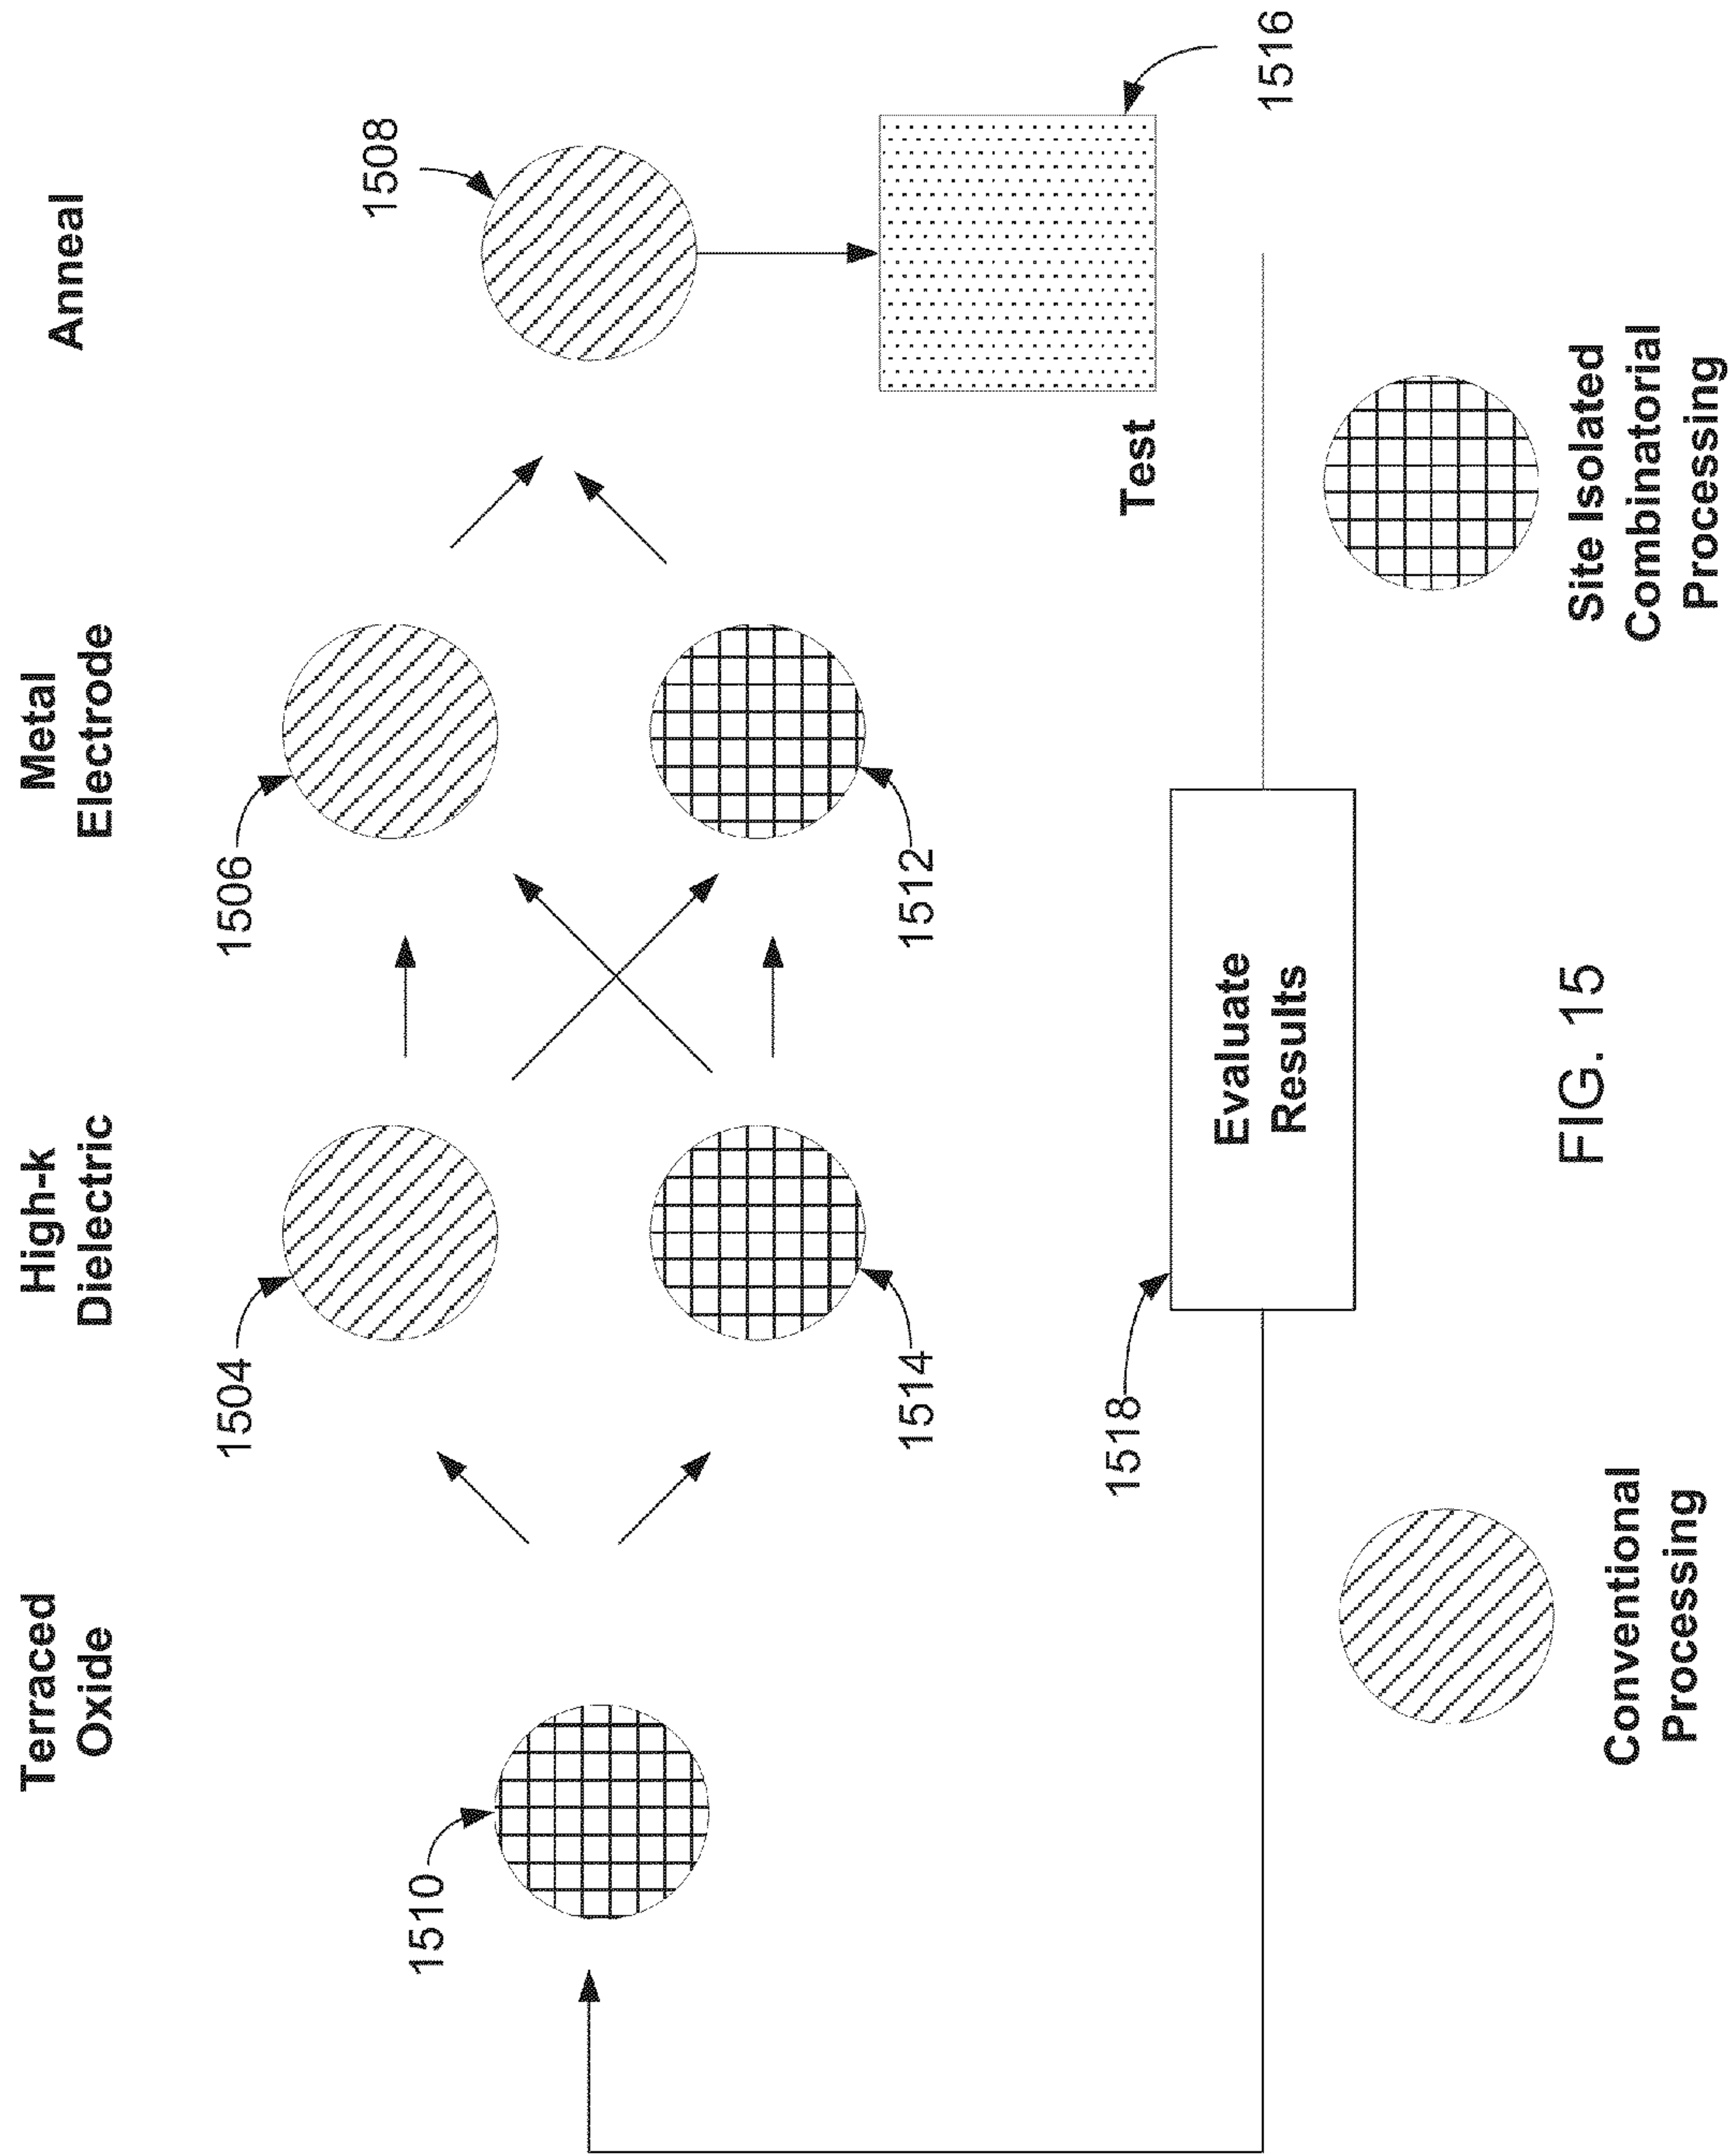 Terraced
Oxide
High-k
Dielectric
Metal
Electrode
Anneal
1504
1506
1508
1510
1514
1512
Test
1516
1518
Evaluate
Results
Conventional
Processing
Site Isolated
Combinatorial
Processing
FIG. 15